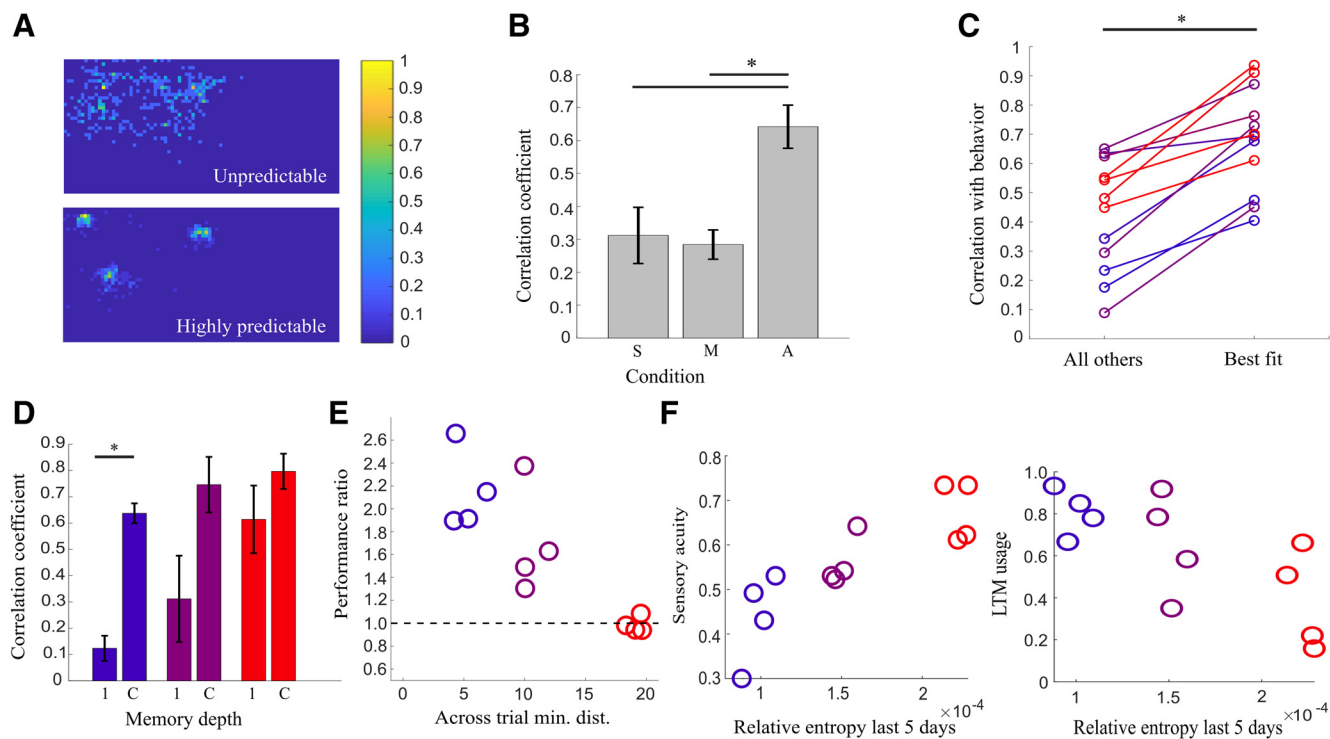 A
Unpredictable
Highly predictable
1
0.9
0.8
0.7
0.6
0.5
0.4
0.3
0.2
0.1
0
B
*
Correlation coefficient
0.8
0.7
0.6
0.5
0.4
0.3
0.2
0.1
0
S M A
Condition
C
*
Correlation with behavior
1
0.9
0.8
0.7
0.6
0.5
0.4
0.3
0.2
0.1
0
All others Best fit
D
*
Correlation coefficient
0.9
0.8
0.7
0.6
0.5
0.4
0.3
0.2
0.1
0
1 C 1 C 1 C
Memory depth
E
Performance ratio
2.6
2.4
2.2
2.0
1.6
1.4
1.2
1.0
0.8
0.6
0 5 10 15 20
Across trial min. dist.
F
Sensory acuity
0.8
0.7
0.6
0.5
0.4
0.3
1 1.5 2
×10⁻⁴
Relative entropy last 5 days
LTM usage
1.0
0.8
0.6
0.4
0.2
0
1 1.5 2
×10⁻⁴
Relative entropy last 5 days